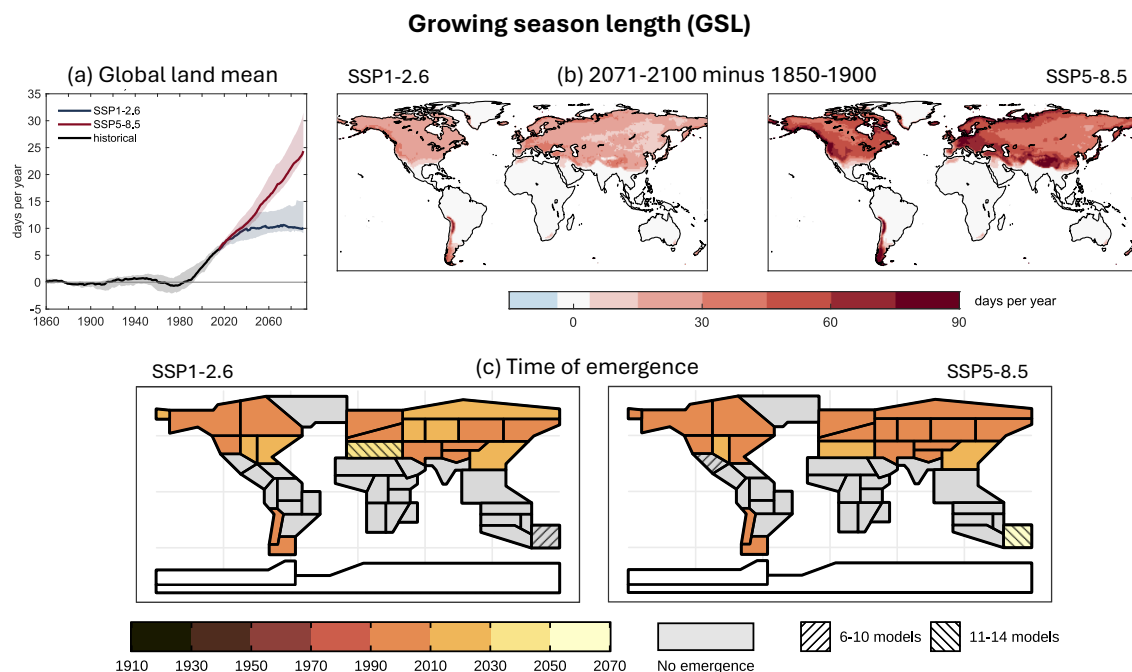 Growing season length (GSL)
(a) Global land mean
SSP1-2.6
(b) 2071-2100 minus 1850-1900
SSP5-8.5
35
30
25
20
15
10
5
0
-5
days per year
SSP1-2.6
SSP5-8.5
historical
1860 1900 1940 1980 2020 2060
0 30 60 90
days per year
SSP1-2.6
(c) Time of emergence
SSP5-8.5
1910 1930 1950 1970 1990 2010 2030 2050 2070
No emergence
6-10 models
11-14 models